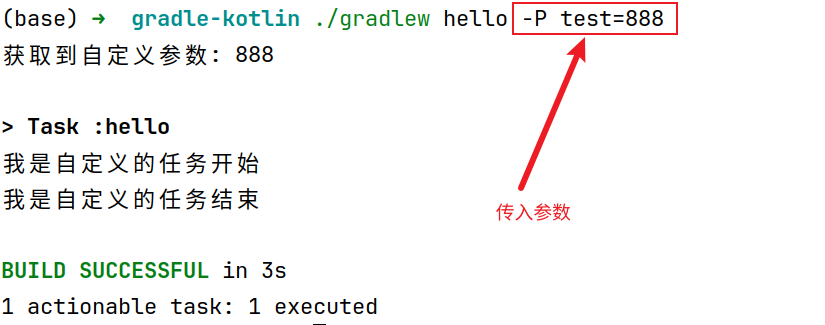 (base) ➜ gradle-kotlin ./gradlew hello -P test=888
获取到自定义参数: 888
> Task :hello
我是自定义的任务开始
我是自定义的任务结束
传入参数
BUILD SUCCESSFUL in 3s
1 actionable task: 1 executed